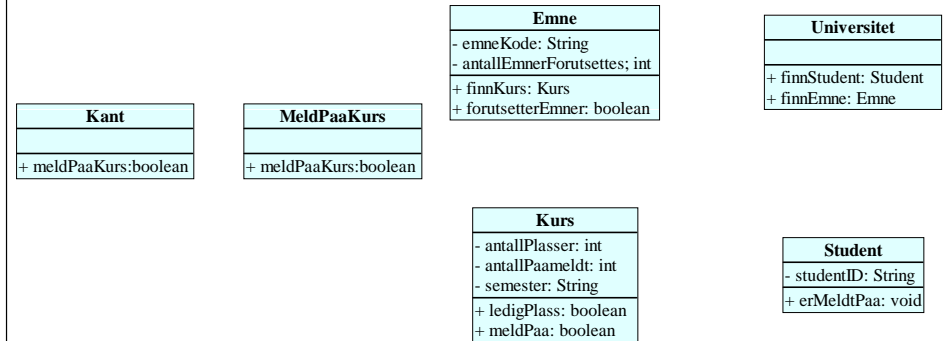 Emne
- emneKode: String
- antallEmnerForutsettes; int
+ finnKurs: Kurs
+ forutsetterEmner: boolean
Universitet
+ finnStudent: Student
+ finnEmne: Emne
Kant
+ meldPaaKurs:boolean
MeldPaaKurs
+ meldPaaKurs:boolean
Kurs
- antallPlasser: int
- antallPaameldt: int
- semester: String
+ ledigPlass: boolean
+ meldPaa: boolean
Student
- studentID: String
+ erMeldtPaa: void